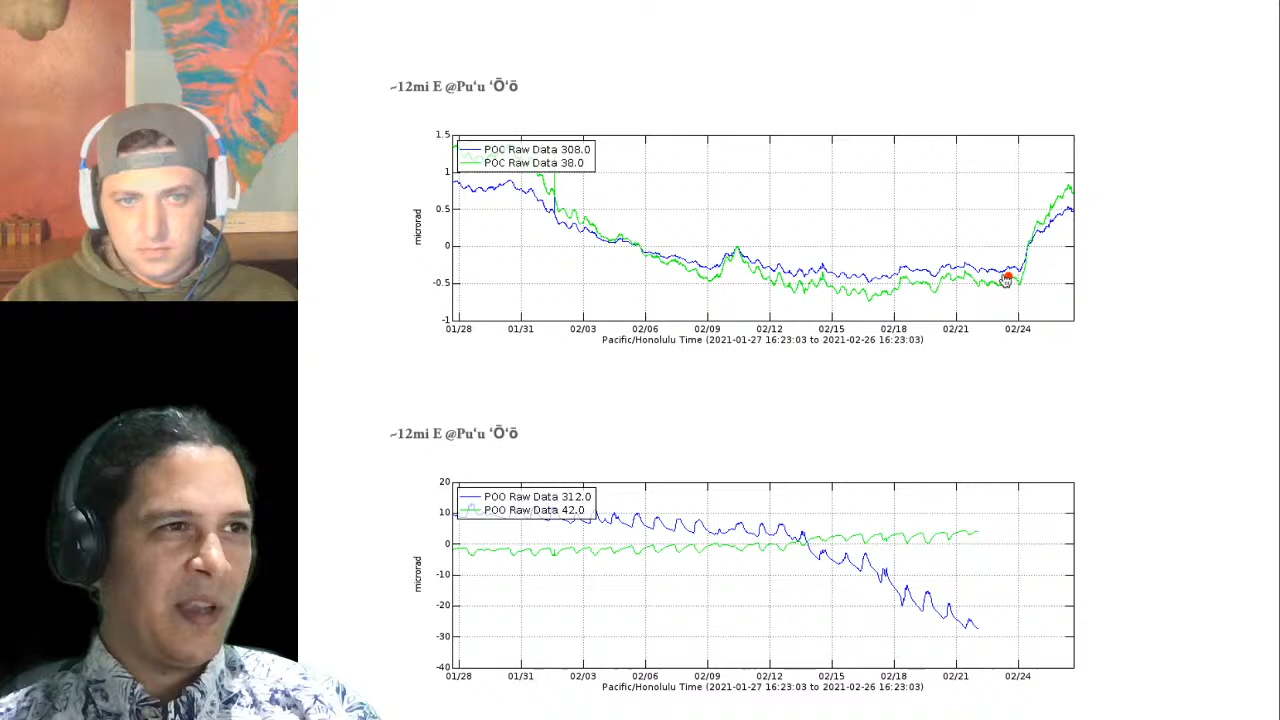 ~12mi E @Puʻu ʻŌʻō
POC Raw Data 308.0
POC Raw Data 38.0
1.5
1
0.5
0
-0.5
-1
microrad
01/28 01/31 02/03 02/06 02/09 02/12 02/15 02/18 02/21 02/24
Pacific/Honolulu Time (2021-01-27 16:23:03 to 2021-02-26 16:23:03)
~12mi E @Puʻu ʻŌʻō
POO Raw Data 312.0
POO Raw Data 42.0
20
10
0
-10
-20
-30
-40
microrad
01/28 01/31 02/03 02/06 02/09 02/12 02/15 02/18 02/21 02/24
Pacific/Honolulu Time (2021-01-27 16:23:03 to 2021-02-26 16:23:03)